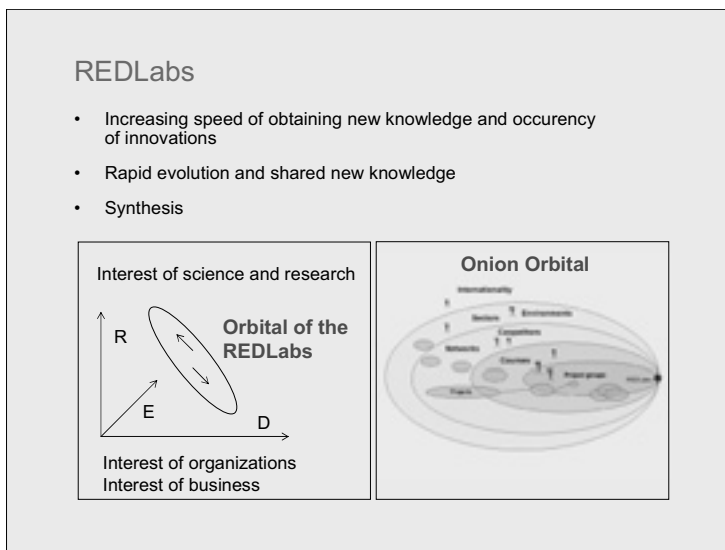 REDLabs
• Increasing speed of obtaining new knowledge and occurency
of innovations
• Rapid evolution and shared new knowledge
• Synthesis
Interest of science and research
R
Orbital of the
REDLabs
E
D
Interest of organizations
Interest of business
Onion Orbital
Internationality
Sectors
Environments
Competitors
Networks
Courses
Project groups